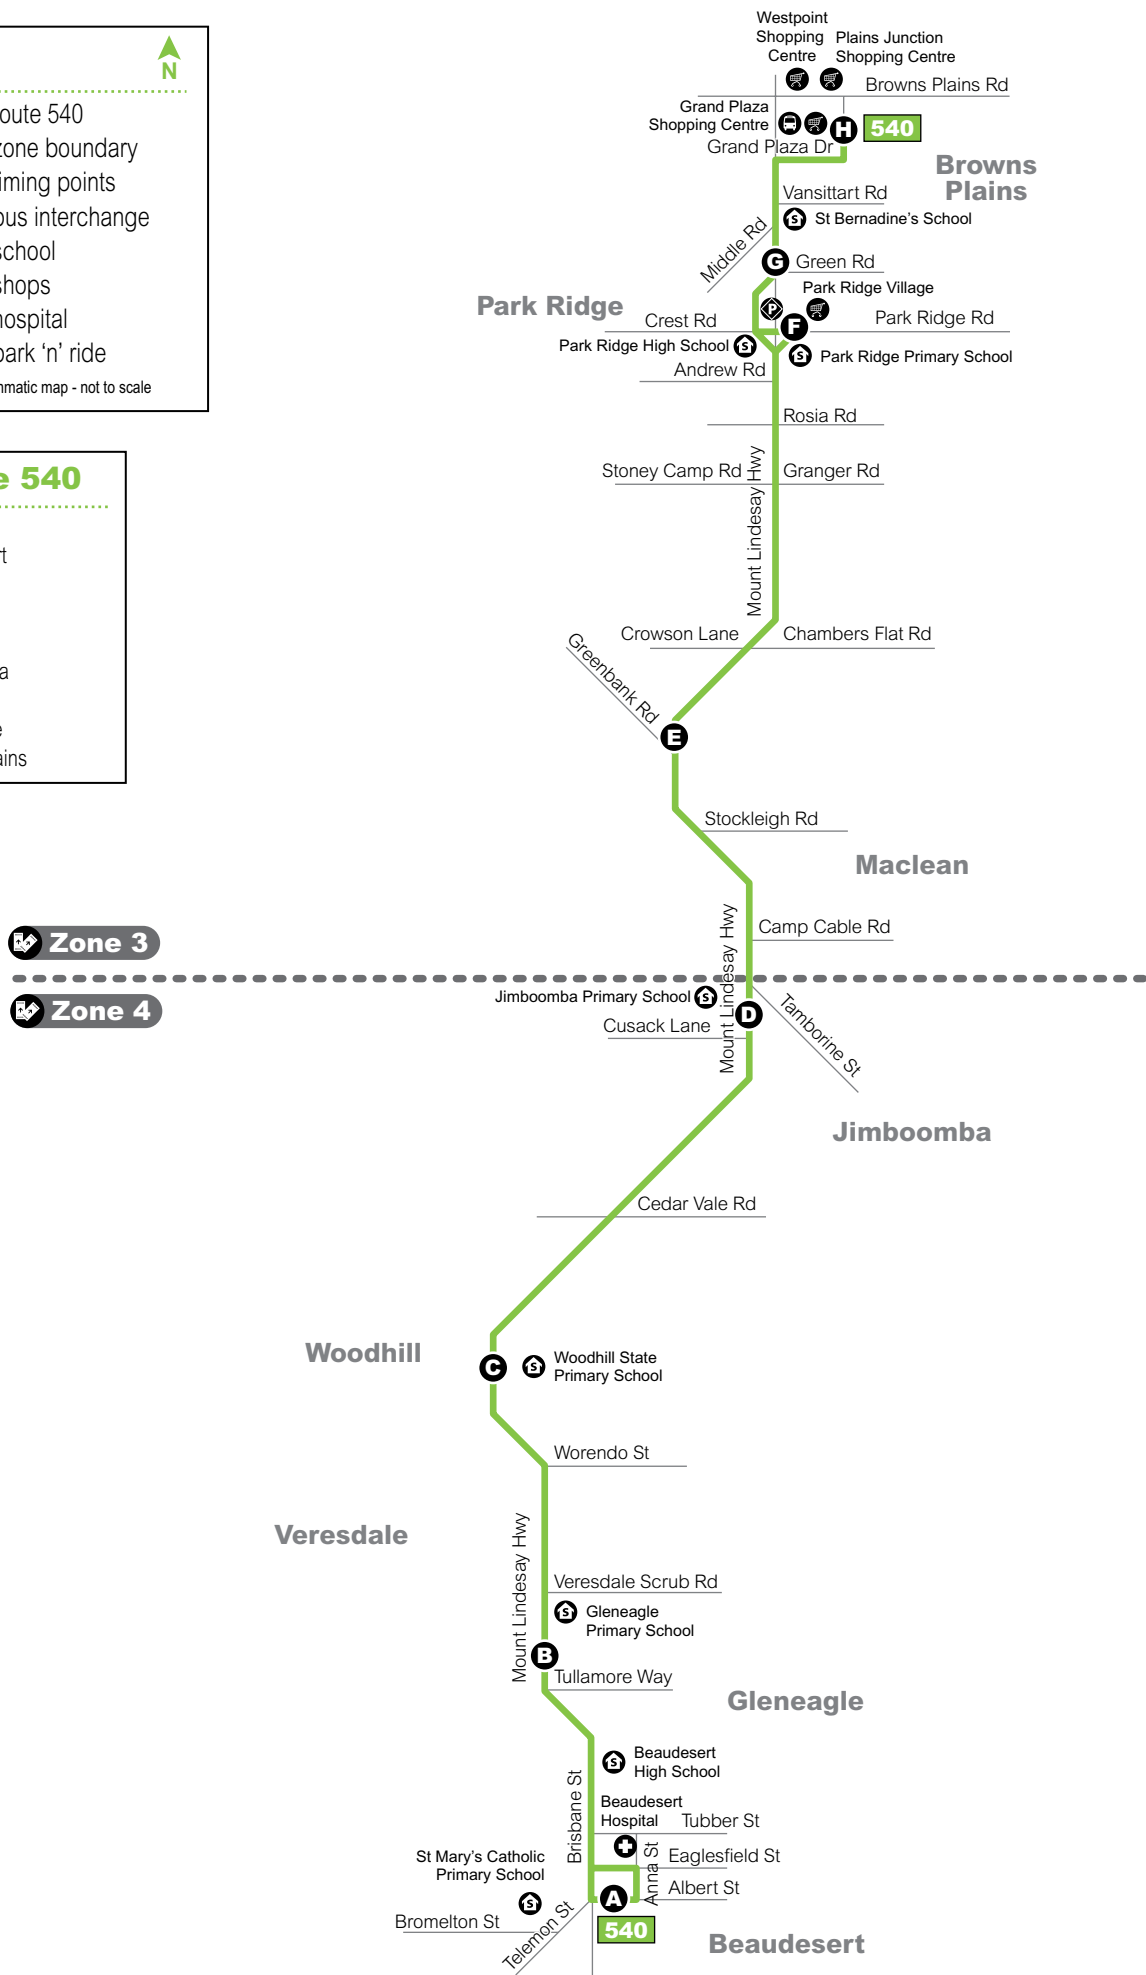 N
oute 540
zone boundary
iming points
bus interchange
school
shops
hospital
park ‘n’ ride
mmatic map - not to scale
e 540
rt
a
e
ains
Westpoint
Shopping
Centre
Plains Junction
Shopping Centre
Browns Plains Rd
Grand Plaza
Shopping Centre
H
540
Grand Plaza Dr
Browns
Plains
Vansittart Rd
S
St Bernadine’s School
Middle Rd
G
Green Rd
Park Ridge Village
Park Ridge
P
Crest Rd
F
Park Ridge Rd
Park Ridge High School
S
S
Park Ridge Primary School
Andrew Rd
Rosia Rd
Stoney Camp Rd
Granger Rd
Mount Lindesay Hwy
Crowson Lane
Chambers Flat Rd
Greenbank Rd
E
Stockleigh Rd
Maclean
Mount Lindesay Hwy
Camp Cable Rd
Zone 3
Zone 4
Jimboomba Primary School
S
D
Cusack Lane
Tamborine St
Jimboomba
Cedar Vale Rd
Woodhill
C
S
Woodhill State
Primary School
Worendo St
Veresdale
Mount Lindesay Hwy
Veresdale Scrub Rd
S
Gleneagle
Primary School
B
Tullamore Way
Gleneagle
S
Beaudesert
High School
Brisbane St
Beaudesert
Hospital
Tubber St
Anna St
Eaglesfield St
St Mary’s Catholic
Primary School
S
A
Albert St
Bromelton St
Telemon St
540
Beaudesert